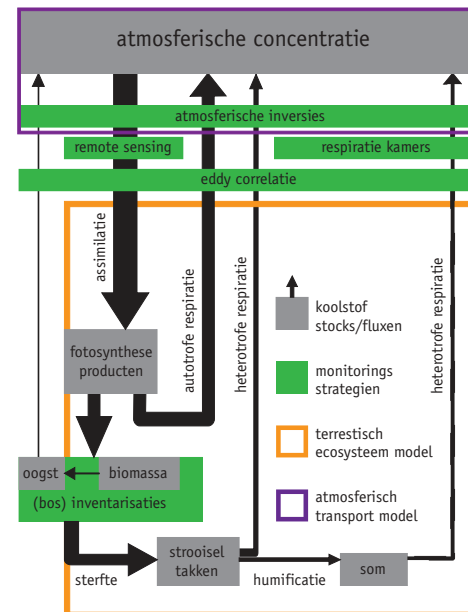 atmosferische concentratie
atmosferische inversies
remote sensing
respiratie kamers
eddy correlatie
assimilatie
autotrofe respiratie
heterotrofe respiratie
heterotrofe respiratie
koolstof
stocks/fluxen
fotosynthese
producten
monitorings
strategien
terrestisch
ecosysteem model
oogst
biomassa
(bos) inventarisaties
atmosferisch
transport model
strooisel
takken
sterfte
humificatie
som